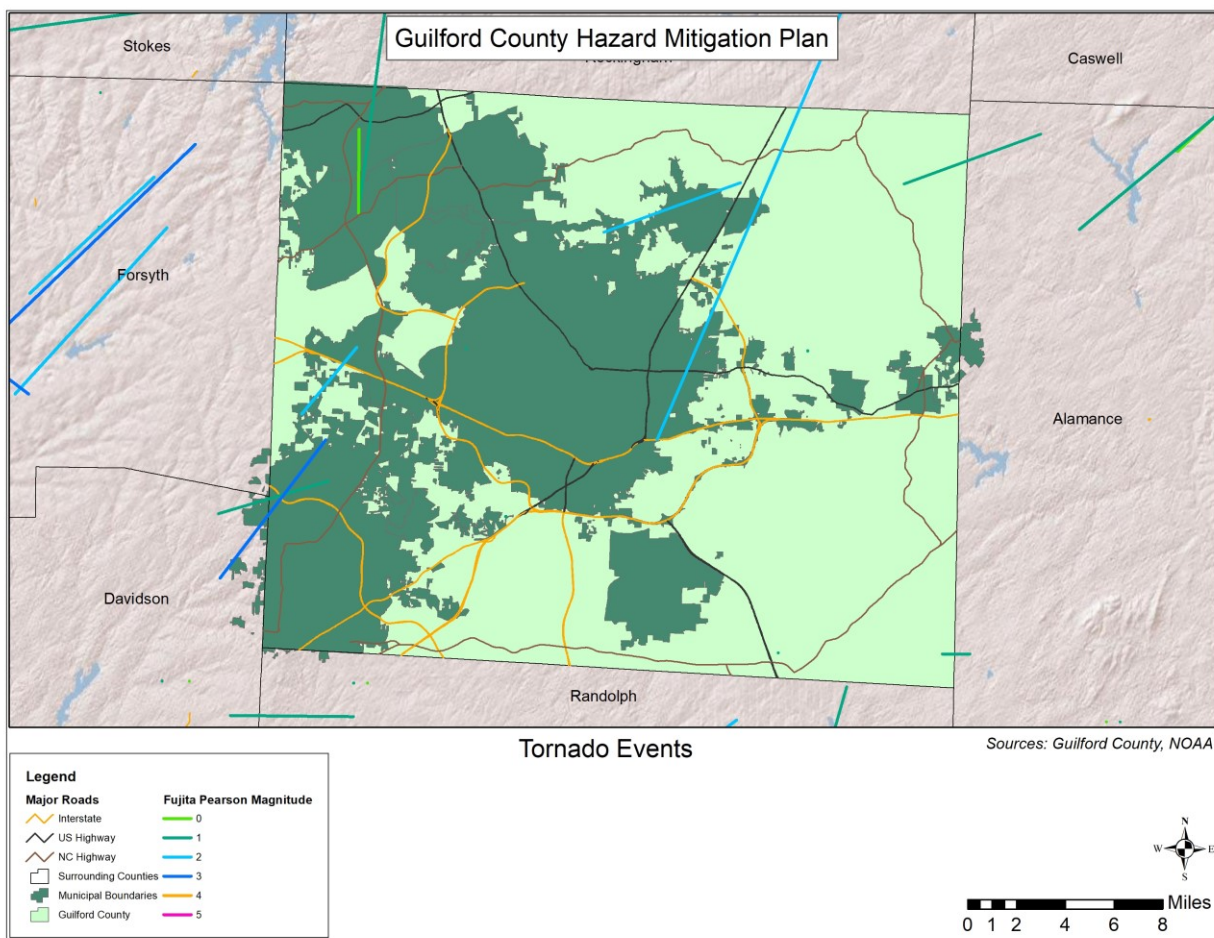 Guilford County Hazard Mitigation Plan
Stokes
Caswell
Forsyth
Alamance
Davidson
Randolph
Tornado Events
Sources: Guilford County, NOAA
Legend
Major Roads
Interstate
US Highway
NC Highway
Surrounding Counties
Municipal Boundaries
Guilford County
Fujita Pearson Magnitude
0
1
2
3
4
5
N
W E
S
Miles
0 1 2 4 6 8